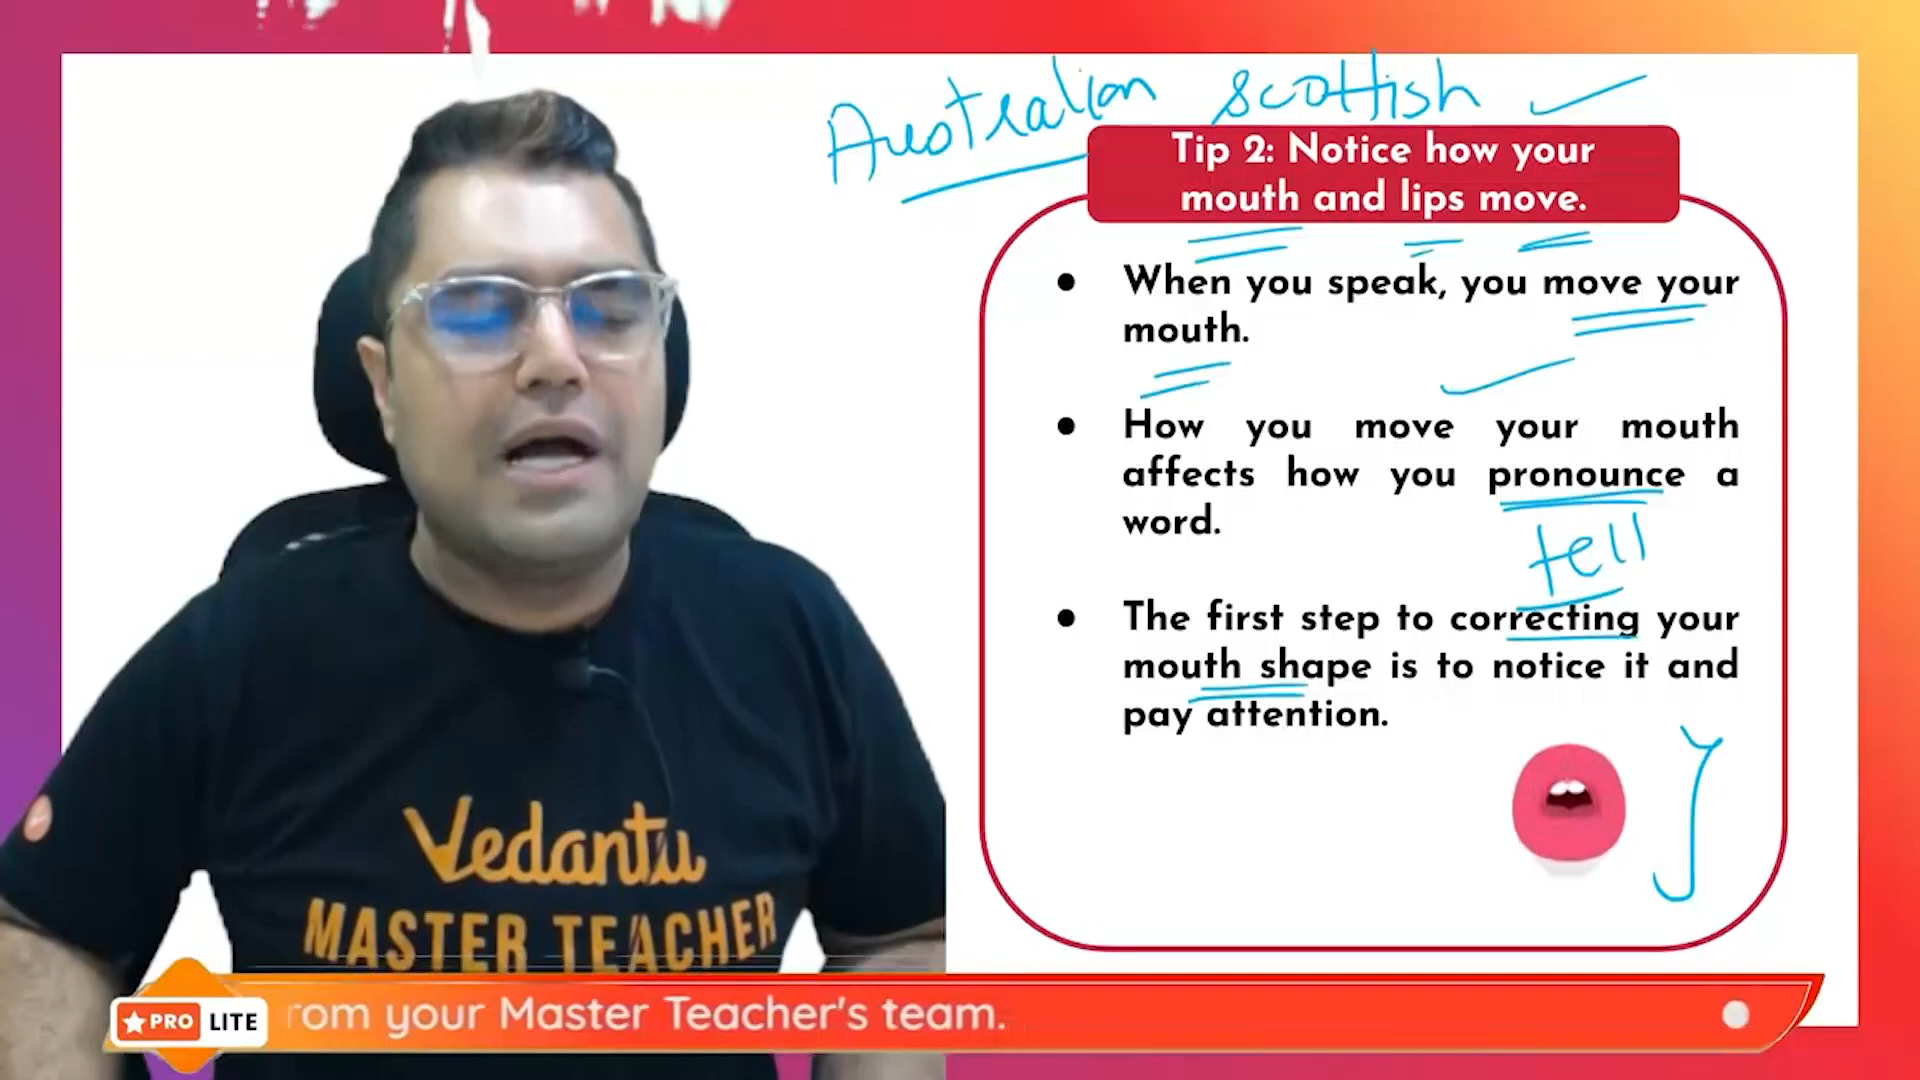 Australian scottish
Tip 2: Notice how your
mouth and lips move.
● When you speak, you move your
mouth.
● How you move your mouth
affects how you pronounce a
word.
tell
● The first step to correcting your
mouth shape is to notice it and
pay attention.
Vedantu
MASTER TEACHER
PRO LITE
rom your Master Teacher's team.